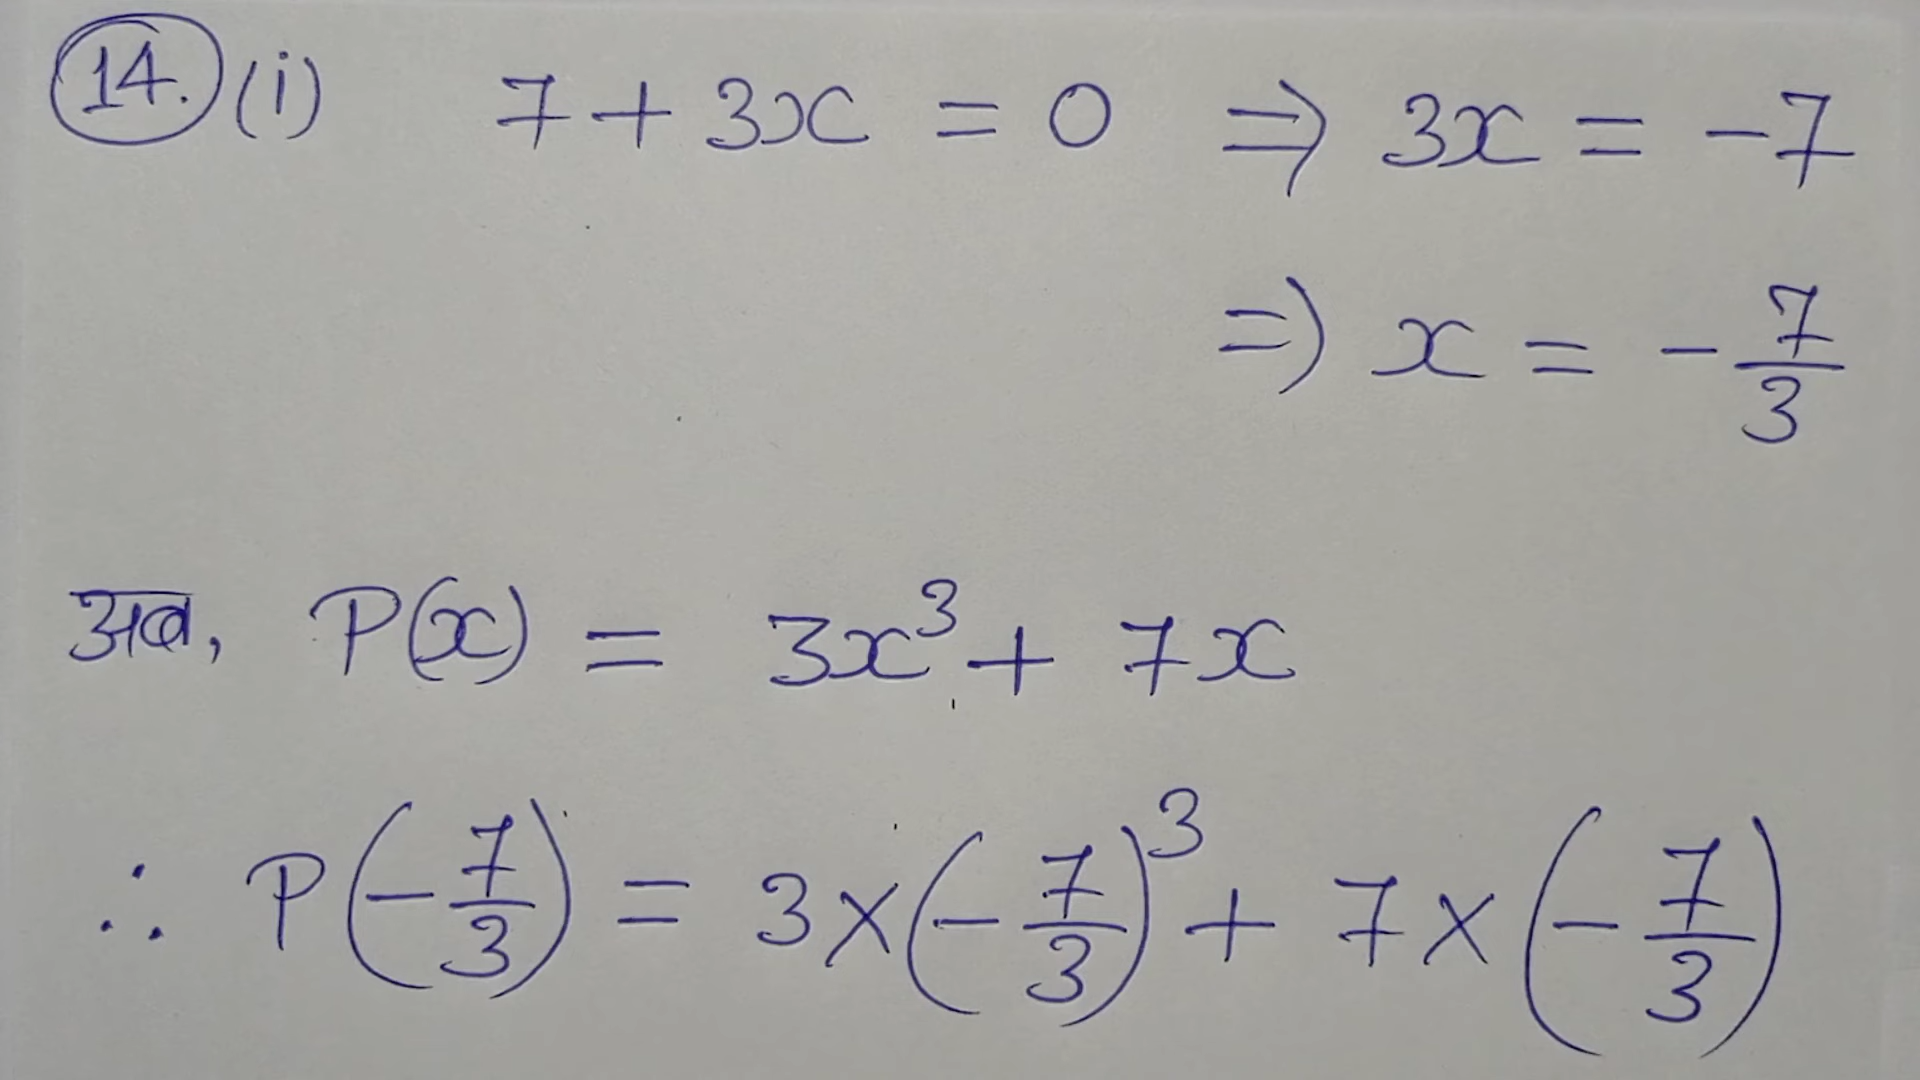 14. (i) 7 + 3x = 0 ⇒ 3x = -7
⇒ x = -7/3
अब, P(x) = 3x³ + 7x
∴ P(-7/3) = 3×(-7/3)³ + 7×(-7/3)